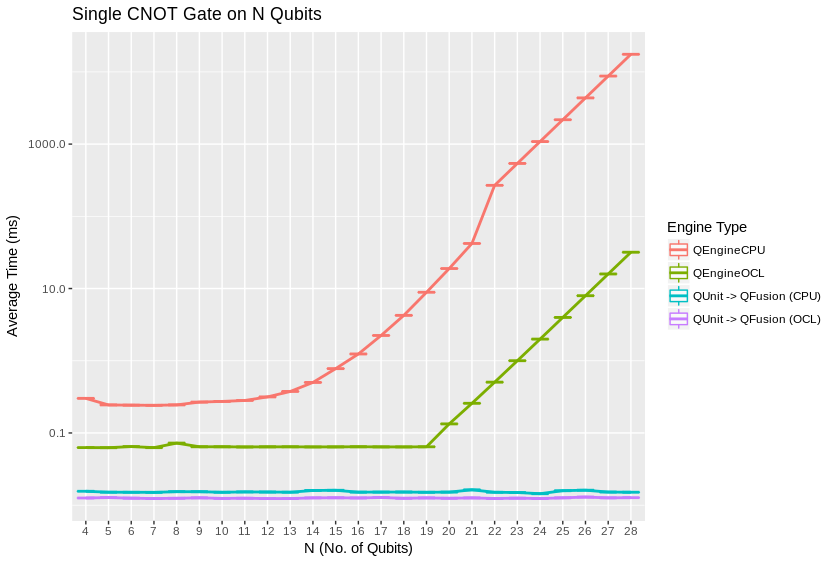 Single CNOT Gate on N Qubits
Average Time (ms)
1000.0
10.0
0.1
4 5 6 7 8 9 10 11 12 13 14 15 16 17 18 19 20 21 22 23 24 25 26 27 28
N (No. of Qubits)
Engine Type
QEngineCPU
QEngineOCL
QUnit -> QFusion (CPU)
QUnit -> QFusion (OCL)